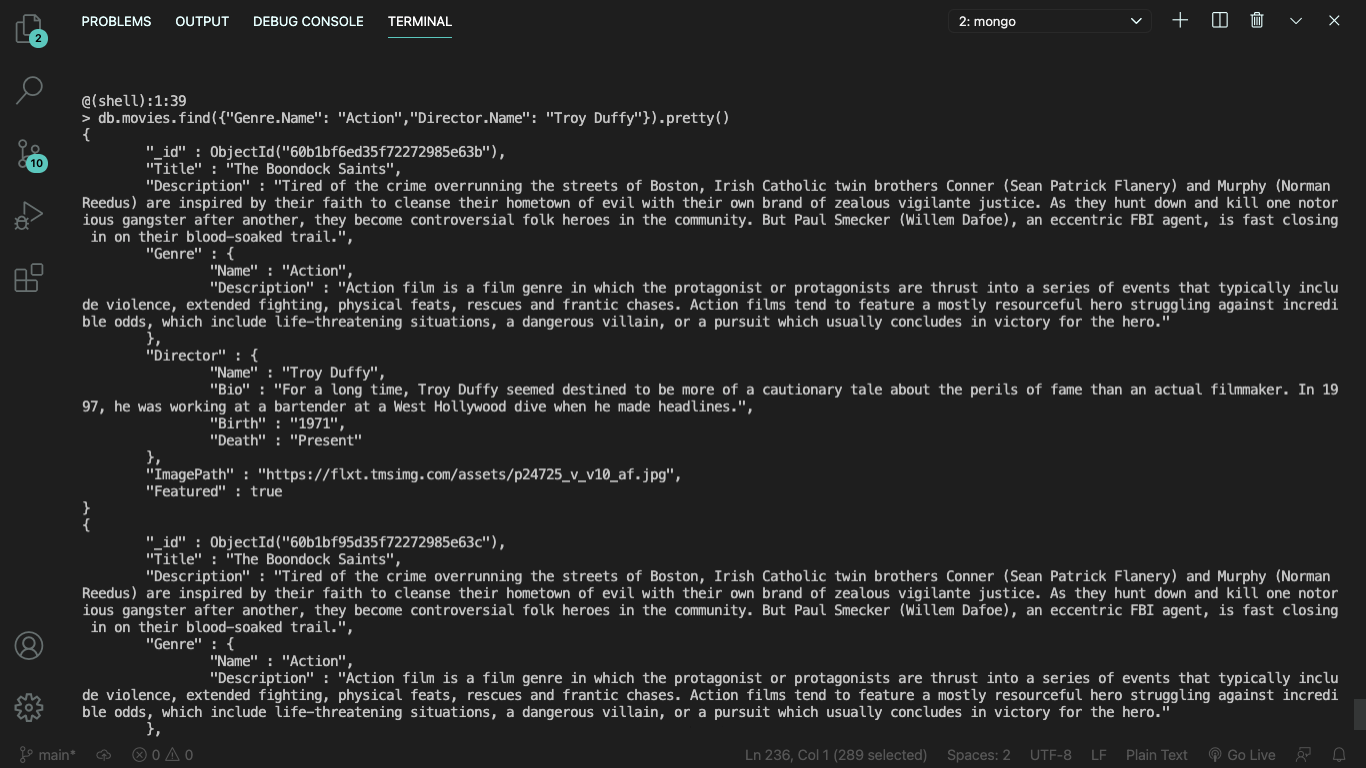 PROBLEMS OUTPUT DEBUG CONSOLE TERMINAL 2: mongo
2
10
@(shell):1:39
> db.movies.find({"Genre.Name": "Action","Director.Name": "Troy Duffy"}).pretty()
{
"_id" : ObjectId("60b1bf6ed35f72272985e63b"),
"Title" : "The Boondock Saints",
"Description" : "Tired of the crime overrunning the streets of Boston, Irish Catholic twin brothers Conner (Sean Patrick Flanery) and Murphy (Norman
Reedus) are inspired by their faith to cleanse their hometown of evil with their own brand of zealous vigilante justice. As they hunt down and kill one notor
ious gangster after another, they become controversial folk heroes in the community. But Paul Smecker (Willem Dafoe), an eccentric FBI agent, is fast closing
in on their blood-soaked trail.",
"Genre" : {
"Name" : "Action",
"Description" : "Action film is a film genre in which the protagonist or protagonists are thrust into a series of events that typically inclu
de violence, extended fighting, physical feats, rescues and frantic chases. Action films tend to feature a mostly resourceful hero struggling against incredi
ble odds, which include life-threatening situations, a dangerous villain, or a pursuit which usually concludes in victory for the hero."
},
"Director" : {
"Name" : "Troy Duffy",
"Bio" : "For a long time, Troy Duffy seemed destined to be more of a cautionary tale about the perils of fame than an actual filmmaker. In 19
97, he was working at a bartender at a West Hollywood dive when he made headlines.",
"Birth" : "1971",
"Death" : "Present"
},
"ImagePath" : "https://flxt.tmsimg.com/assets/p24725_v_v10_af.jpg",
"Featured" : true
}
{
"_id" : ObjectId("60b1bf95d35f72272985e63c"),
"Title" : "The Boondock Saints",
"Description" : "Tired of the crime overrunning the streets of Boston, Irish Catholic twin brothers Conner (Sean Patrick Flanery) and Murphy (Norman
Reedus) are inspired by their faith to cleanse their hometown of evil with their own brand of zealous vigilante justice. As they hunt down and kill one notor
ious gangster after another, they become controversial folk heroes in the community. But Paul Smecker (Willem Dafoe), an eccentric FBI agent, is fast closing
in on their blood-soaked trail.",
"Genre" : {
"Name" : "Action",
"Description" : "Action film is a film genre in which the protagonist or protagonists are thrust into a series of events that typically inclu
de violence, extended fighting, physical feats, rescues and frantic chases. Action films tend to feature a mostly resourceful hero struggling against incredi
ble odds, which include life-threatening situations, a dangerous villain, or a pursuit which usually concludes in victory for the hero."
},
main* 0 0 Ln 236, Col 1 (289 selected) Spaces: 2 UTF-8 LF Plain Text Go Live